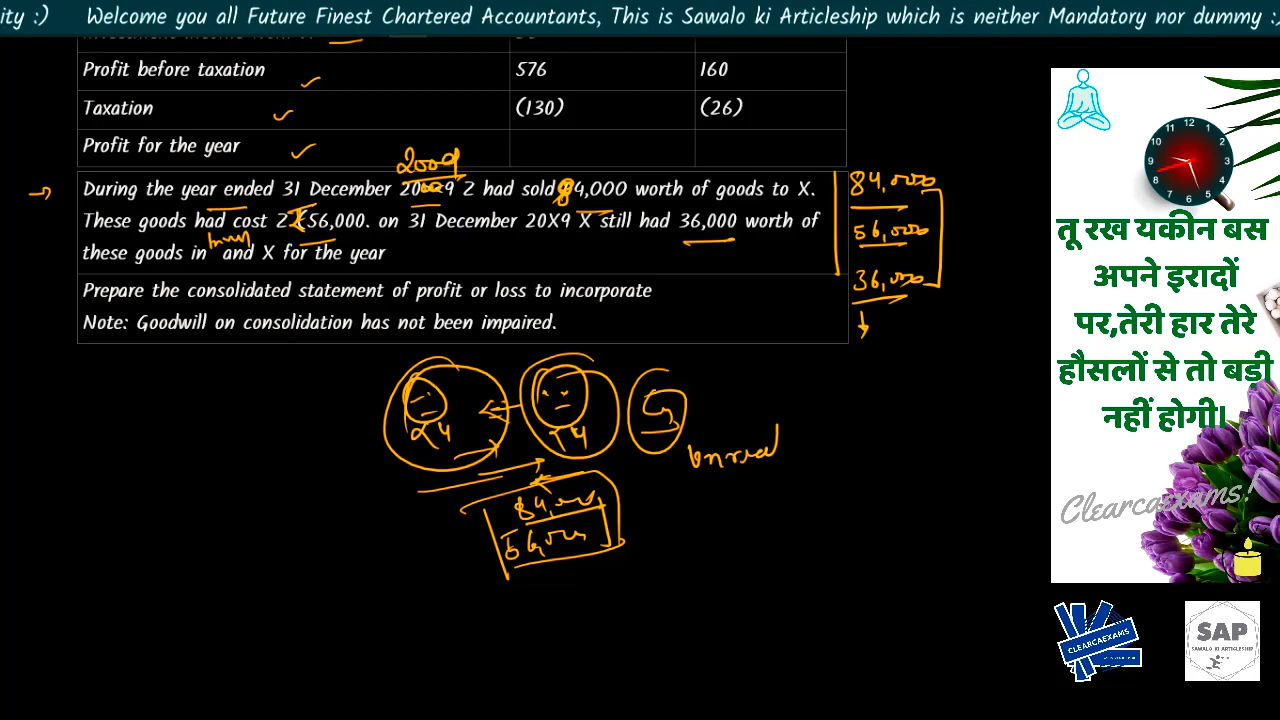 ity :) Welcome you all Future Finest Chartered Accountants, This is Sawalo ki Articleship which is neither Mandatory nor dummy :)
Profit before taxation 576 160
Taxation (130) (26)
Profit for the year
2009
During the year ended 31 December 20X9 Z had sold 84,000 worth of goods to X.
These goods had cost Z 56,000. on 31 December 20X9 X still had 36,000 worth of
these goods in and X for the year
84,000
56,000
36,000
Prepare the consolidated statement of profit or loss to incorporate
Note: Goodwill on consolidation has not been impaired.
Unreal
84,000
56,000
तू रख यकीन बस
अपने इरादों
पर,तेरी हार तेरे
हौसलों से तो बड़ी
नहीं होगी।
Clearcaexams!
CLEARCAEXAMS
SAP
SAWALO KI ARTICLESHIP